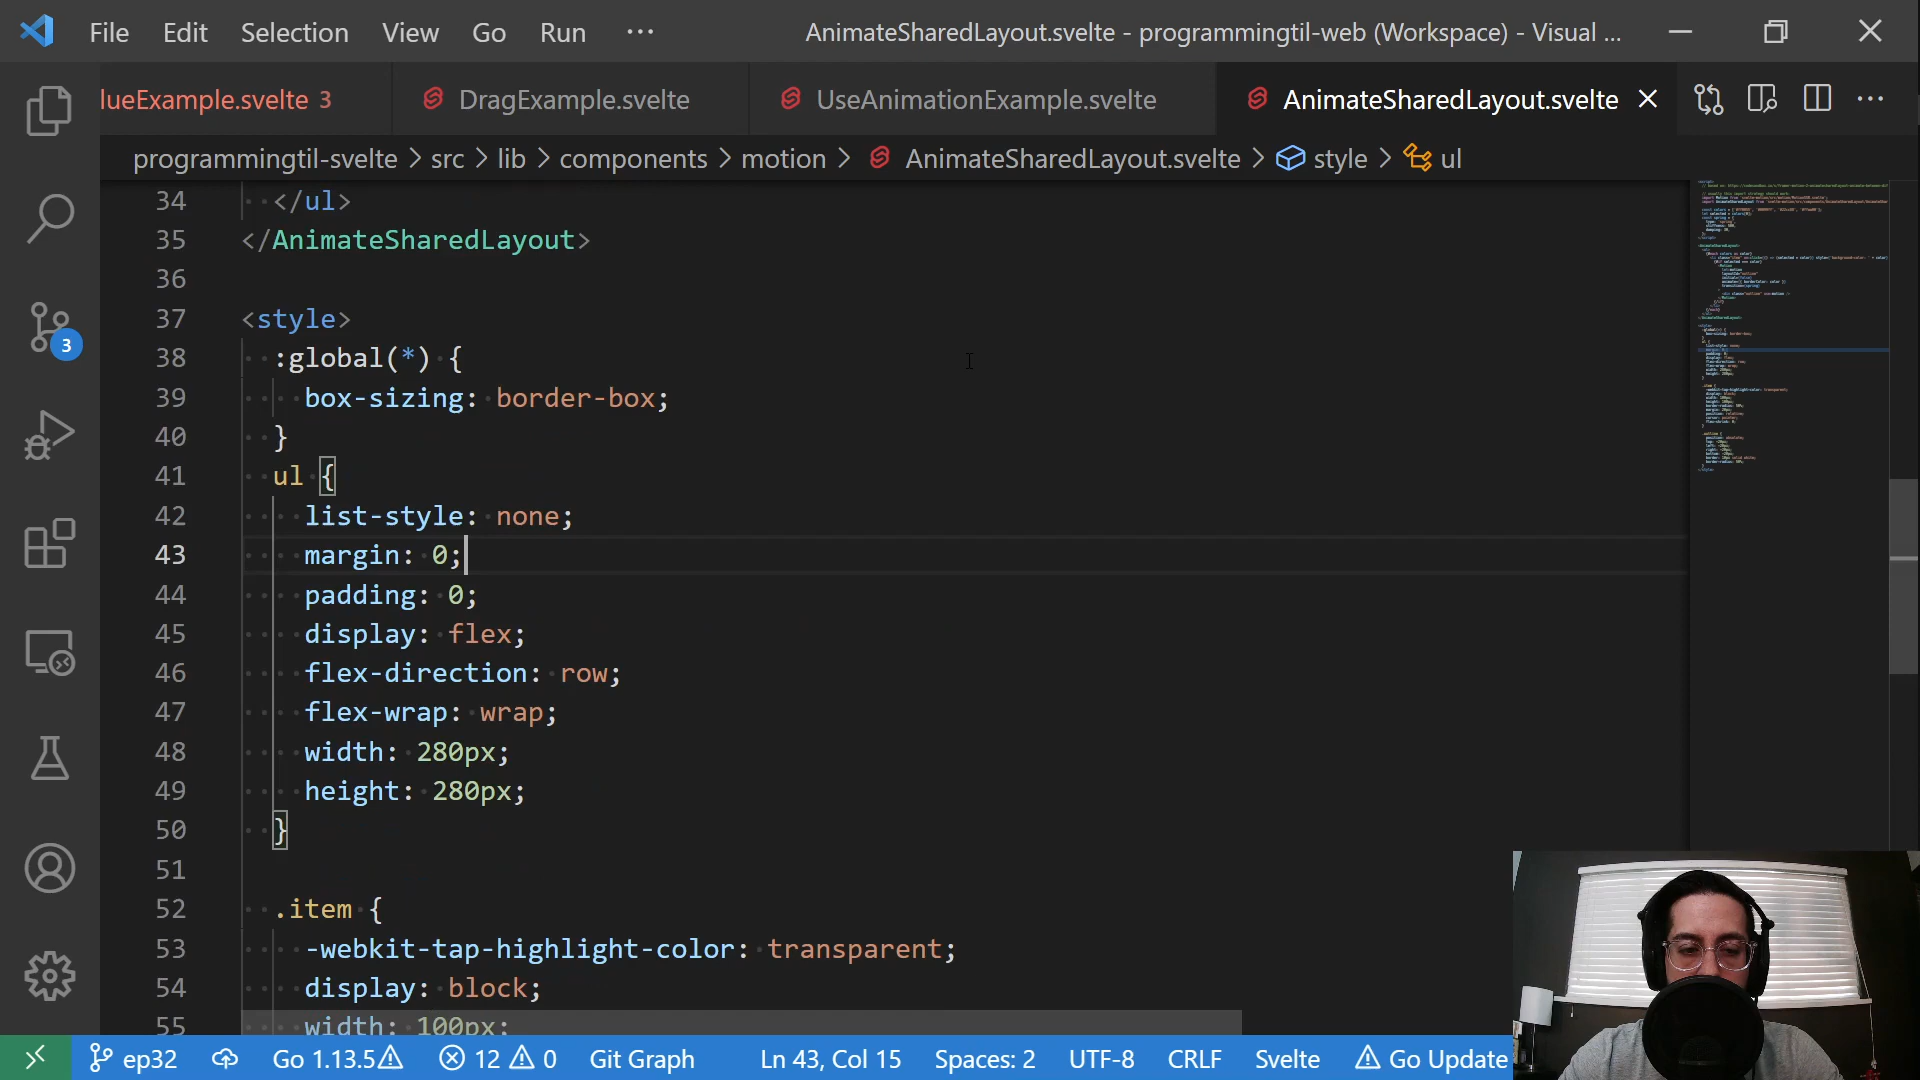 File Edit Selection View Go Run ··· AnimateSharedLayout.svelte - programmingtil-web (Workspace) - Visual ...
lueExample.svelte 3 DragExample.svelte UseAnimationExample.svelte AnimateSharedLayout.svelte
programmingtil-svelte > src > lib > components > motion > AnimateSharedLayout.svelte > style > ul
34 </ul>
35 </AnimateSharedLayout>
36
37 <style>
38 :global(*) {
39 box-sizing: border-box;
40 }
41 ul {
42 list-style: none;
43 margin: 0;
44 padding: 0;
45 display: flex;
46 flex-direction: row;
47 flex-wrap: wrap;
48 width: 280px;
49 height: 280px;
50 }
51
52 .item {
53 -webkit-tap-highlight-color: transparent;
54 display: block;
55 width: 100px;
3
ep32 Go 1.13.5 12 0 Git Graph Ln 43, Col 15 Spaces: 2 UTF-8 CRLF Svelte Go Update